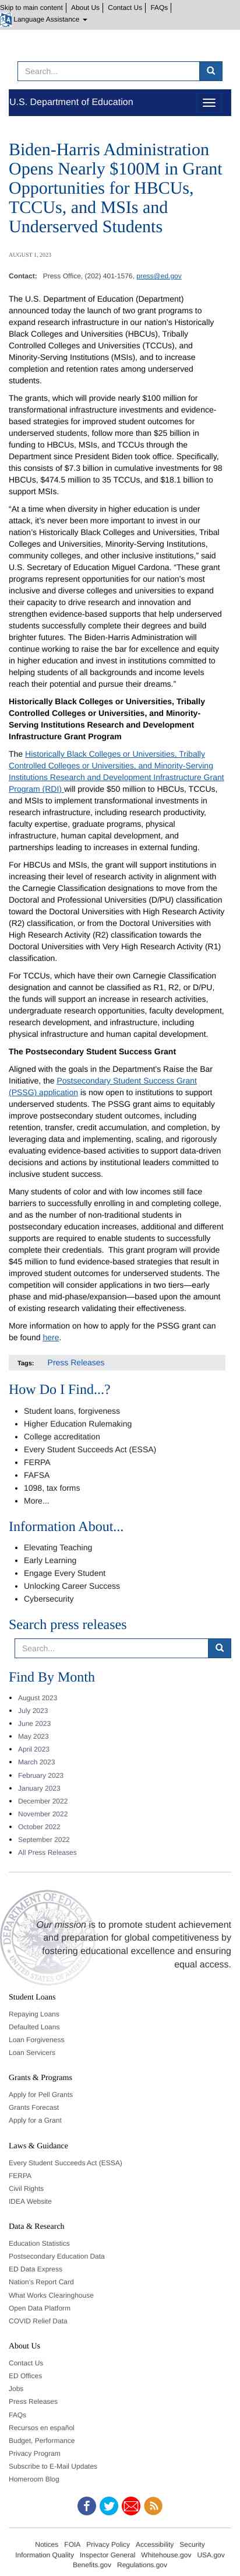 Skip to main content
About Us
Contact Us
FAQs
Language Assistance
Search...
U.S. Department of Education
Biden-Harris Administration
Opens Nearly $100M in Grant
Opportunities for HBCUs,
TCCUs, and MSIs and
Underserved Students
AUGUST 1, 2023
Contact: Press Office, (202) 401-1576, press@ed.gov
The U.S. Department of Education (Department)
announced today the launch of two grant programs to
expand research infrastructure in our nation's Historically
Black Colleges and Universities (HBCUs), Tribally
Controlled Colleges and Universities (TCCUs), and
Minority-Serving Institutions (MSIs), and to increase
completion and retention rates among underserved
students.
The grants, which will provide nearly $100 million for
transformational infrastructure investments and evidence-
based strategies for improved student outcomes for
underserved students, follow more than $25 billion in
funding to HBCUs, MSIs, and TCCUs through the
Department since President Biden took office. Specifically,
this consists of $7.3 billion in cumulative investments for 98
HBCUs, $474.5 million to 35 TCCUs, and $18.1 billion to
support MSIs.
“At a time when diversity in higher education is under
attack, it's never been more important to invest in our
nation's Historically Black Colleges and Universities, Tribal
Colleges and Universities, Minority-Serving Institutions,
community colleges, and other inclusive institutions,” said
U.S. Secretary of Education Miguel Cardona. “These grant
programs provide critical support for our nation's most
inclusive and diverse colleges and universities to expand
their capacity to drive research and innovation and
strengthen evidence-based supports that help underserved
students successfully complete their degrees and build
brighter futures. The Biden-Harris Administration will
continue working to raise the bar for excellence and equity
in higher education and invest in institutions committed to
helping students of all backgrounds and income levels
reach their potential and pursue their dreams.”
Historically Black Colleges or Universities, Tribally
Controlled Colleges or Universities, and Minority-
Serving Institutions Research and Development
Infrastructure Grant Program
The Historically Black Colleges or Universities, Tribally
Controlled Colleges or Universities, and Minority-Serving
Institutions Research and Development Infrastructure Grant
Program (RDI) will provide $50 million to HBCUs, TCCUs,
and MSIs to implement transformational investments in
research infrastructure, including research productivity,
faculty expertise, graduate programs, physical
infrastructure, human capital development, and
partnerships leading to increases in external funding.
For HBCUs and MSIs, the grant will support institutions in
increasing their level of research activity in alignment with
the Carnegie Classification designations to move from the
Doctoral and Professional Universities (D/PU) classification
toward the Doctoral Universities with High Research Activity
(R2) classification, or from the Doctoral Universities with
High Research Activity (R2) classification towards the
Doctoral Universities with Very High Research Activity (R1)
classification.
For TCCUs, which have their own Carnegie Classification
designation and cannot be classified as R1, R2, or D/PU,
the funds will support an increase in research activities,
undergraduate research opportunities, faculty development,
research development, and infrastructure, including
physical infrastructure and human capital development.
The Postsecondary Student Success Grant
Aligned with the goals in the Department's Raise the Bar
Initiative, the Postsecondary Student Success Grant
(PSSG) application is now open to institutions to support
underserved students. The PSSG grant aims to equitably
improve postsecondary student outcomes, including
retention, transfer, credit accumulation, and completion, by
leveraging data and implementing, scaling, and rigorously
evaluating evidence-based activities to support data-driven
decisions and actions by institutional leaders committed to
inclusive student success.
Many students of color and with low incomes still face
barriers to successfully enrolling in and completing college,
and as the number of non-traditional students in
postsecondary education increases, additional and different
supports are required to enable students to obtain or
complete their credentials. This grant program will provide
$45 million to fund evidence-based strategies that result in
improved student outcomes for underserved students. The
competition will consider applications in two tiers—early
phase and mid-phase/expansion—based upon the amount
of existing research validating their effectiveness.
More information on how to apply for the PSSG grant can
be found here.
Tags: Press Releases
How Do I Find...?
Student loans, forgiveness
Higher Education Rulemaking
College accreditation
Every Student Succeeds Act (ESSA)
FERPA
FAFSA
1098, tax forms
More...
Information About...
Elevating Teaching
Early Learning
Engage Every Student
Unlocking Career Success
Cybersecurity
Search press releases
Search...
Find By Month
August 2023
July 2023
June 2023
May 2023
April 2023
March 2023
February 2023
January 2023
December 2022
November 2022
October 2022
September 2022
All Press Releases
Our mission is to promote student achievement
and preparation for global competitiveness by
fostering educational excellence and ensuring
equal access.
Student Loans
Repaying Loans
Defaulted Loans
Loan Forgiveness
Loan Servicers
Grants & Programs
Apply for Pell Grants
Grants Forecast
Apply for a Grant
Laws & Guidance
Every Student Succeeds Act (ESSA)
FERPA
Civil Rights
IDEA Website
Data & Research
Education Statistics
Postsecondary Education Data
ED Data Express
Nation's Report Card
What Works Clearinghouse
Open Data Platform
COVID Relief Data
About Us
Contact Us
ED Offices
Jobs
Press Releases
FAQs
Recursos en español
Budget, Performance
Privacy Program
Subscribe to E-Mail Updates
Homeroom Blog
Notices FOIA Privacy Policy Accessibility Security
Information Quality Inspector General Whitehouse.gov USA.gov
Benefits.gov Regulations.gov